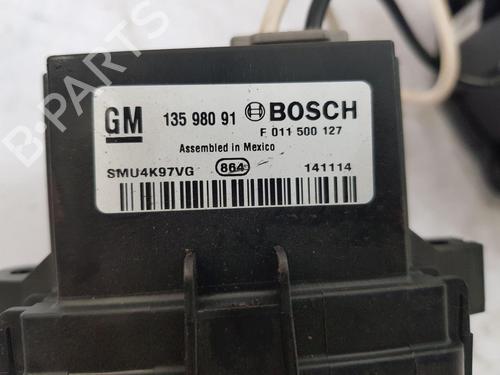 B-PARTS
GM 135 980 91 BOSCH
F 011 500 127
Assembled in Mexico
SMU4K97VG 864 141114